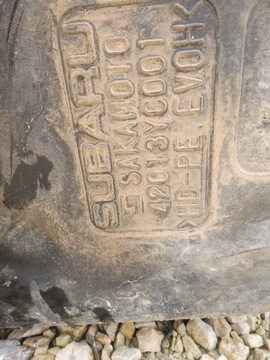 SUBARU
SAKAMOTO
42013YC001
>HD-PE, EVOH<